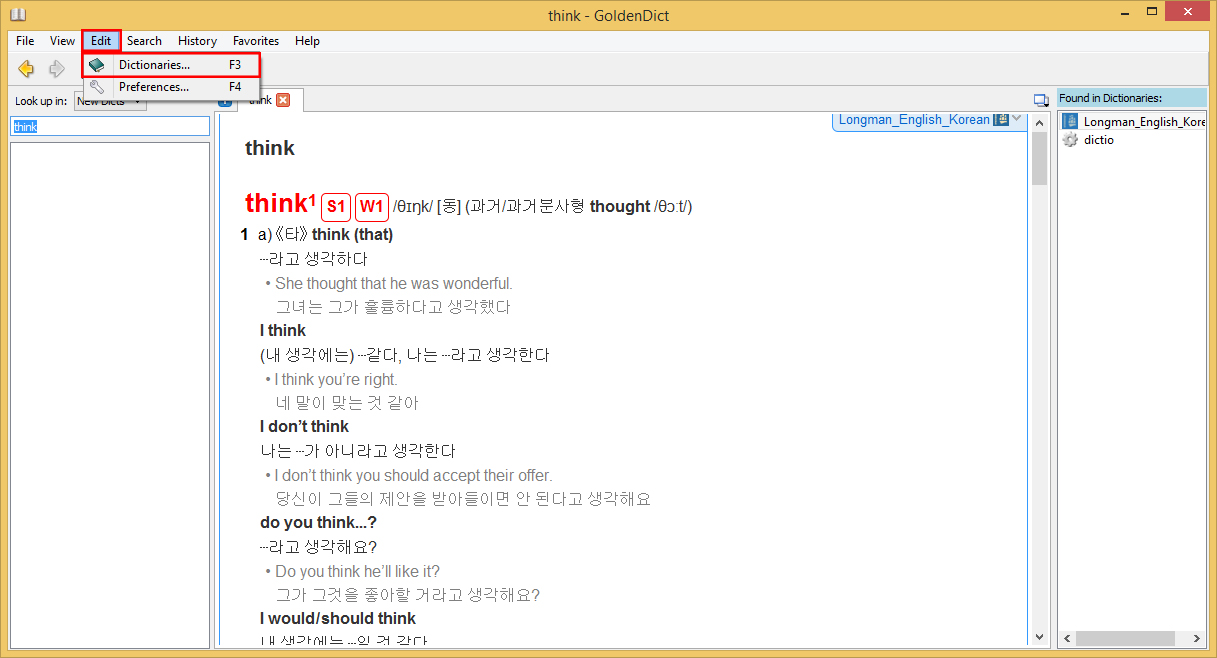 think - GoldenDict
File View Edit Search History Favorites Help
Dictionaries... F3
Preferences... F4
Look up in: New Dicts
think
think
Found in Dictionaries:
Longman_English_Kore
dictio
Longman_English_Korean
think
think¹ S1 W1 /θɪŋk/ [동] (과거/과거분사형 thought /θɔːt/)
1 a)《타》 think (that)
…라고 생각하다
• She thought that he was wonderful.
그녀는 그가 훌륭하다고 생각했다
I think
(내 생각에는) …같다, 나는 …라고 생각한다
• I think you’re right.
네 말이 맞는 것 같아
I don’t think
나는 …가 아니라고 생각한다
• I don’t think you should accept their offer.
당신이 그들의 제안을 받아들이면 안 된다고 생각해요
do you think...?
…라고 생각해요?
• Do you think he’ll like it?
그가 그것을 좋아할 거라고 생각해요?
I would/should think
내 생각에는 …일 것 같다